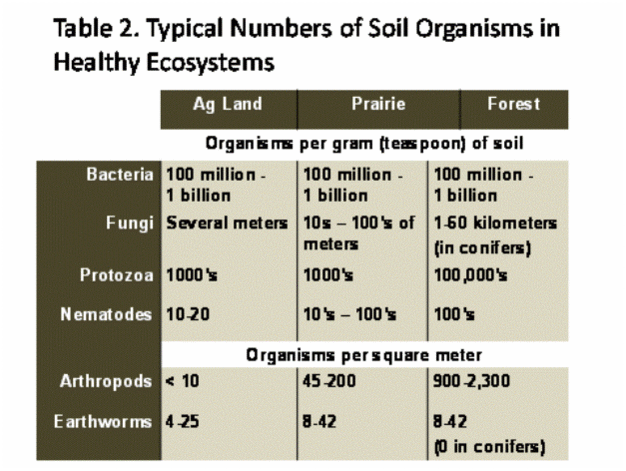 Table 2. Typical Numbers of Soil Organisms in
Healthy Ecosystems
Ag Land Prairie Forest
Organisms per gram (teaspoon) of soil
Bacteria 100 million - 100 million - 100 million -
1 billion 1 billion 1 billion
Fungi Several meters 10s – 100's of 1-60 kilometers
meters (in conifers)
Protozoa 1000's 1000's 100,000's
Nematodes 10-20 10's – 100's 100's
Organisms per square meter
Arthropods < 10 45-200 900-2,300
Earthworms 4-25 8-42 8-42
(0 in conifers)